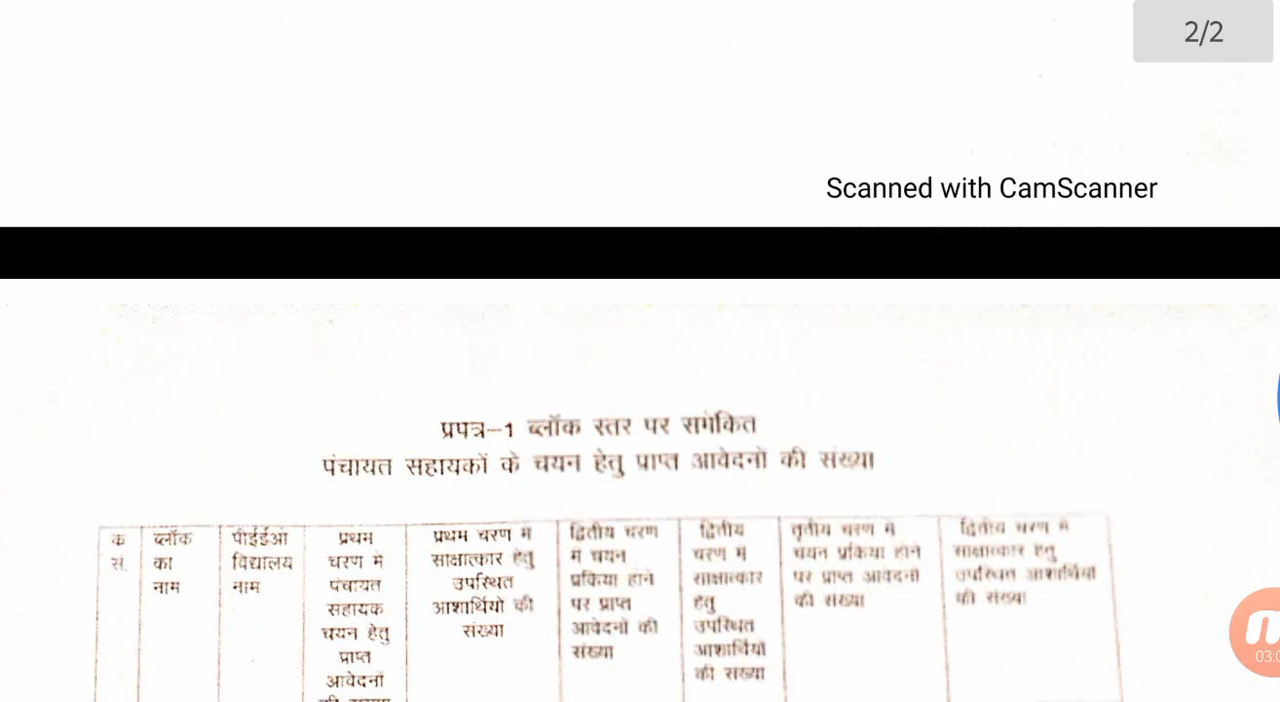 2/2
Scanned with CamScanner
प्रपत्र–1 ब्लॉक स्तर पर समेकित
पंचायत सहायकों के चयन हेतु प्राप्त आवेदनों की संख्या
क स.
ब्लॉक
का
नाम
पीईईओ
विद्यालय
नाम
प्रथम
चरण मे
पंचायत
सहायक
चयन हेतु
प्राप्त
आवेदनों
प्रथम चरण में
साक्षात्कार हेतु
उपस्थित
आशार्थियो की
संख्या
द्वितीय चरण
में चयन
प्रकिया होने
पर प्राप्त
आवेदनों की
संख्या
द्वितीय
चरण में
साक्षात्कार
हेतु
उपस्थित
आशार्थियों
की संख्या
तृतीय चरण में
चयन प्रकिया होने
पर प्राप्त आवेदनो
की संख्या
द्वितीय चरण में
साक्षात्कार हेतु
उपस्थित आशार्थियों
की संख्या
03:0